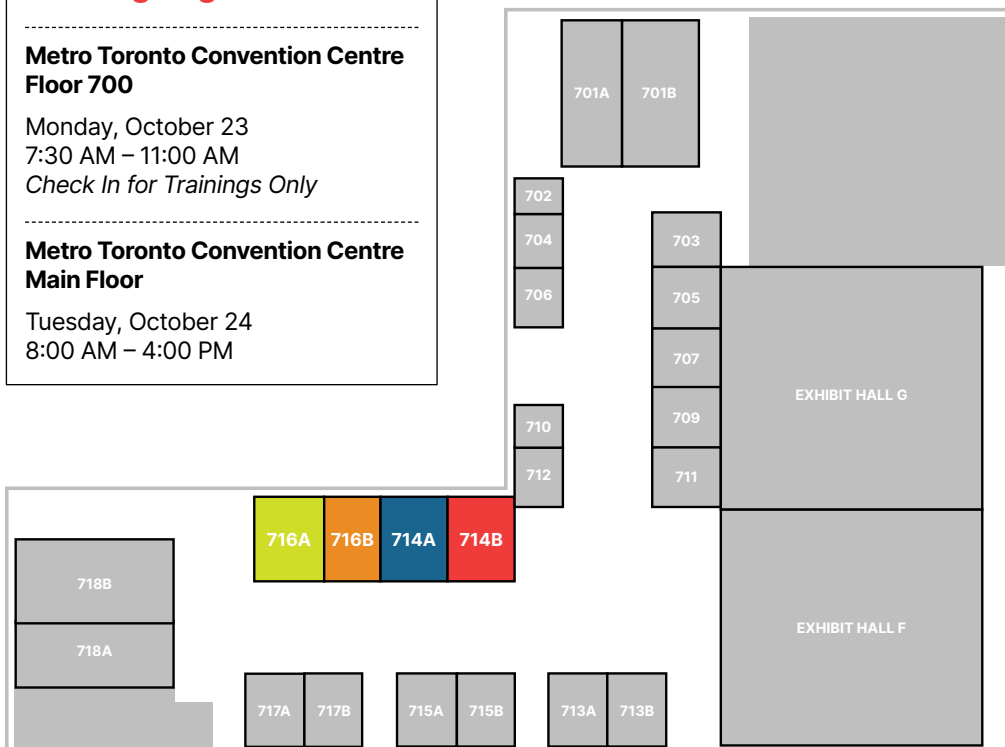 Metro Toronto Convention Centre
Floor 700
Monday, October 23
7:30 AM – 11:00 AM
Check In for Trainings Only
Metro Toronto Convention Centre
Main Floor
Tuesday, October 24
8:00 AM – 4:00 PM
701A 701B
702
704
706
703
705
707
709
711
EXHIBIT HALL G
710
712
716A 716B 714A 714B
718B
718A
EXHIBIT HALL F
717A 717B 715A 715B 713A 713B